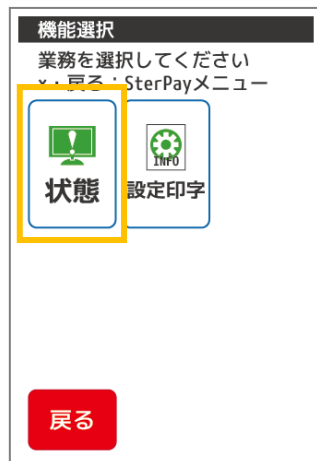 機能選択
業務を選択してください
×・戻る：SterPayメニュー
状態
INFO
設定印字
戻る